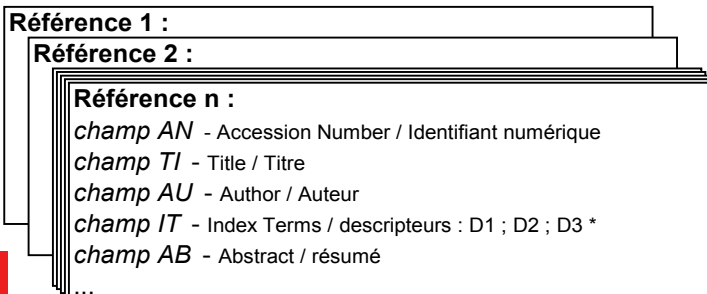 Référence 1 :
Référence 2 :
Référence n :
champ AN - Accession Number / Identifiant numérique
champ TI - Title / Titre
champ AU - Author / Auteur
champ IT - Index Terms / descripteurs : D1 ; D2 ; D3 *
champ AB - Abstract / résumé
...